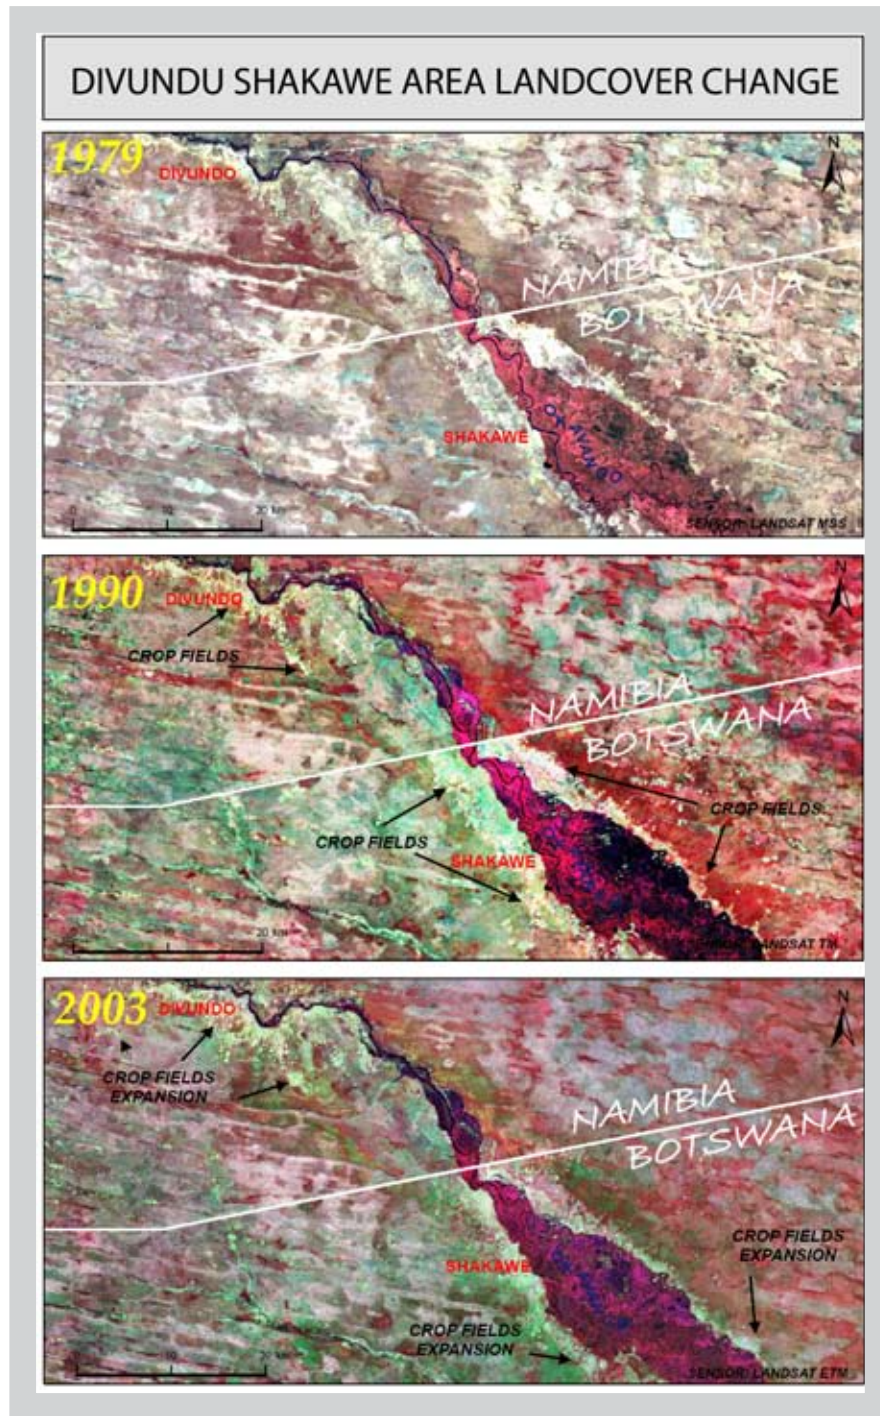 DIVUNDU SHAKAWE AREA LANDCOVER CHANGE
1979
N
DIVUNDO
NAMIBIA
BOTSWANA
SHAKAWE
OKAVANGO
0 10 20 km
SENSOR: LANDSAT MSS
1990
N
DIVUNDO
CROP FIELDS
NAMIBIA
BOTSWANA
CROP FIELDS
CROP FIELDS
SHAKAWE
20 km
LANDSAT TM
2003
DIVUNDO
N
CROP FIELDS
EXPANSION
NAMIBIA
BOTSWANA
CROP FIELDS
EXPANSION
SHAKAWE
CROP FIELDS
EXPANSION
20 km
SENSOR: LANDSAT ETM